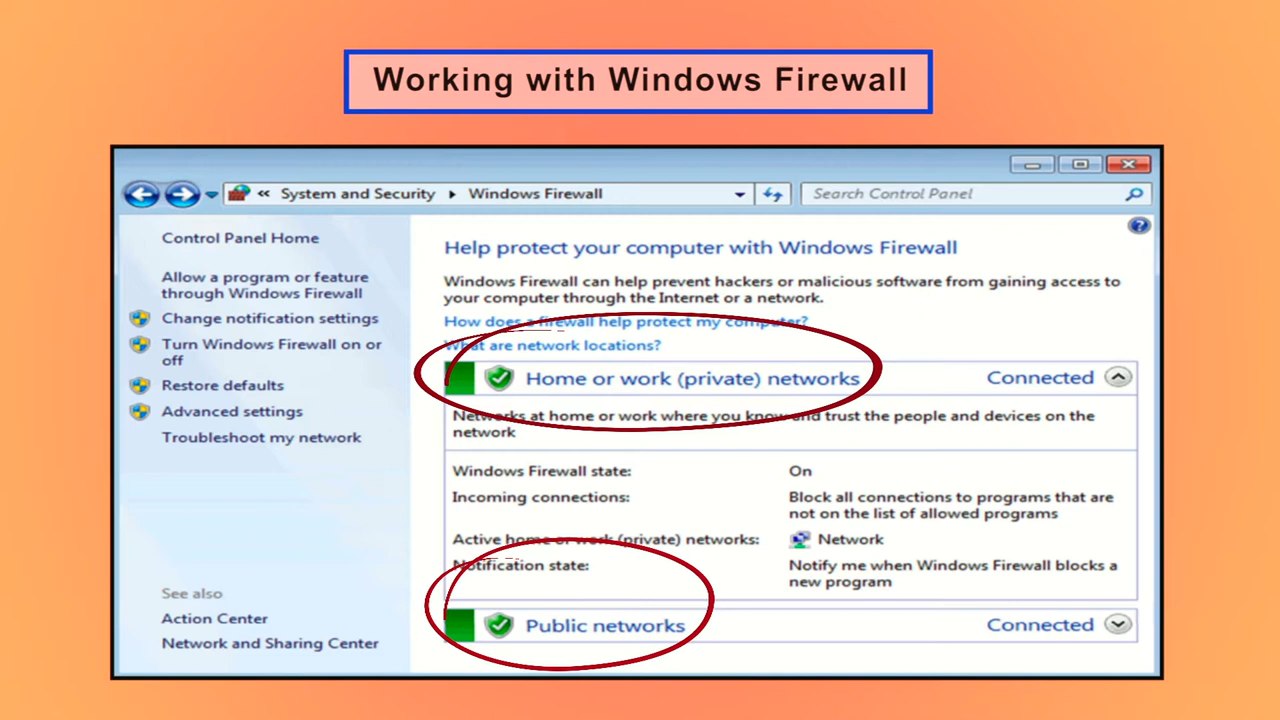 Working with Windows Firewall
« System and Security ▸ Windows Firewall
Search Control Panel
Control Panel Home
Allow a program or feature
through Windows Firewall
Change notification settings
Turn Windows Firewall on or
off
Restore defaults
Advanced settings
Troubleshoot my network
See also
Action Center
Network and Sharing Center
Help protect your computer with Windows Firewall
Windows Firewall can help prevent hackers or malicious software from gaining access to
your computer through the Internet or a network.
How does a firewall help protect my computer?
What are network locations?
Home or work (private) networks Connected
Networks at home or work where you know and trust the people and devices on the
network
Windows Firewall state: On
Incoming connections: Block all connections to programs that are
not on the list of allowed programs
Active home or work (private) networks: Network
Notification state: Notify me when Windows Firewall blocks a
new program
Public networks Connected